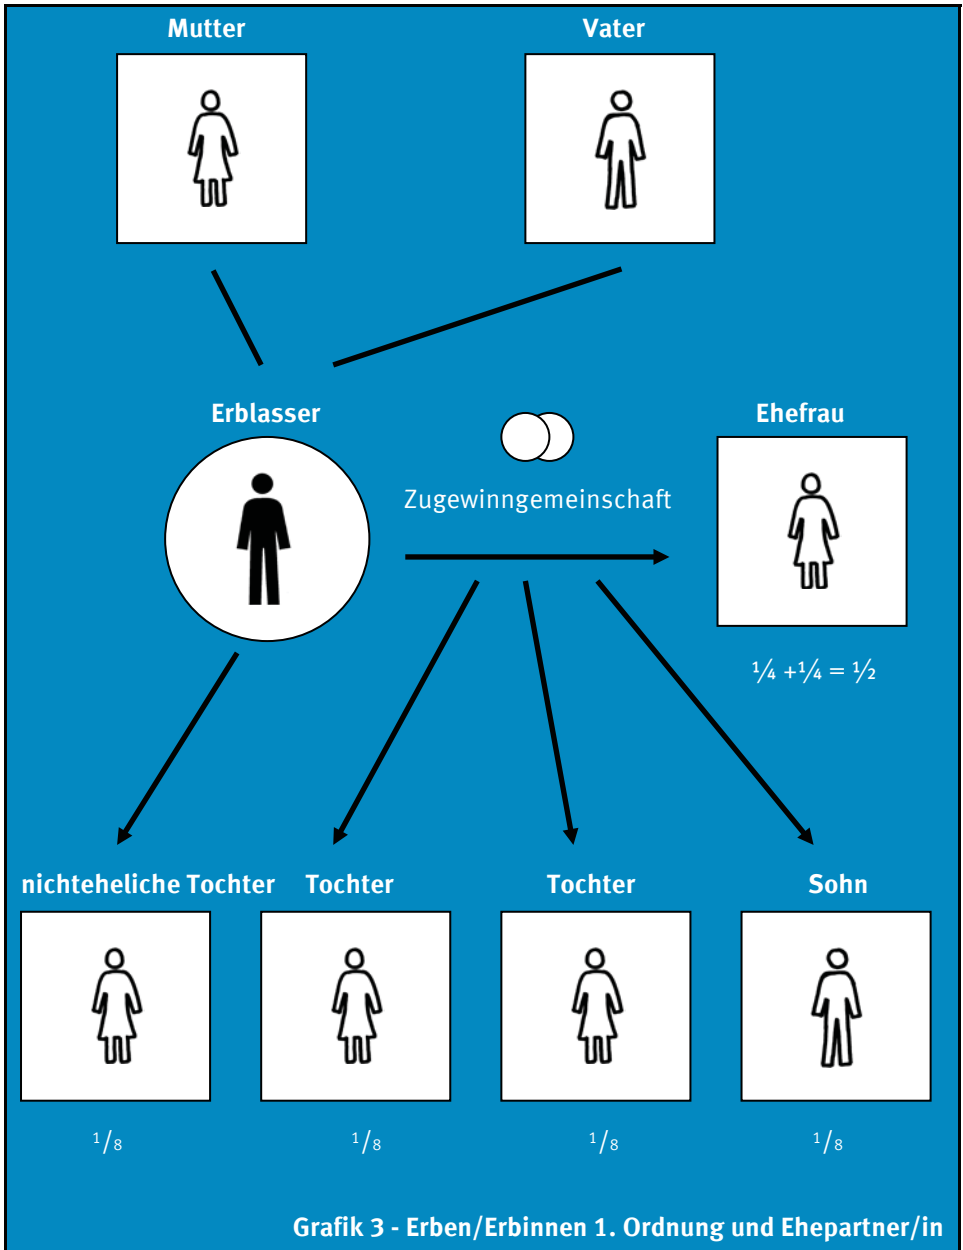 Mutter Vater
Erblasser Ehefrau
Zugewinngemeinschaft
¼ +¼ = ½
nichteheliche Tochter Tochter Tochter Sohn
1/8 1/8 1/8 1/8
Grafik 3 - Erben/Erbinnen 1. Ordnung und Ehepartner/in